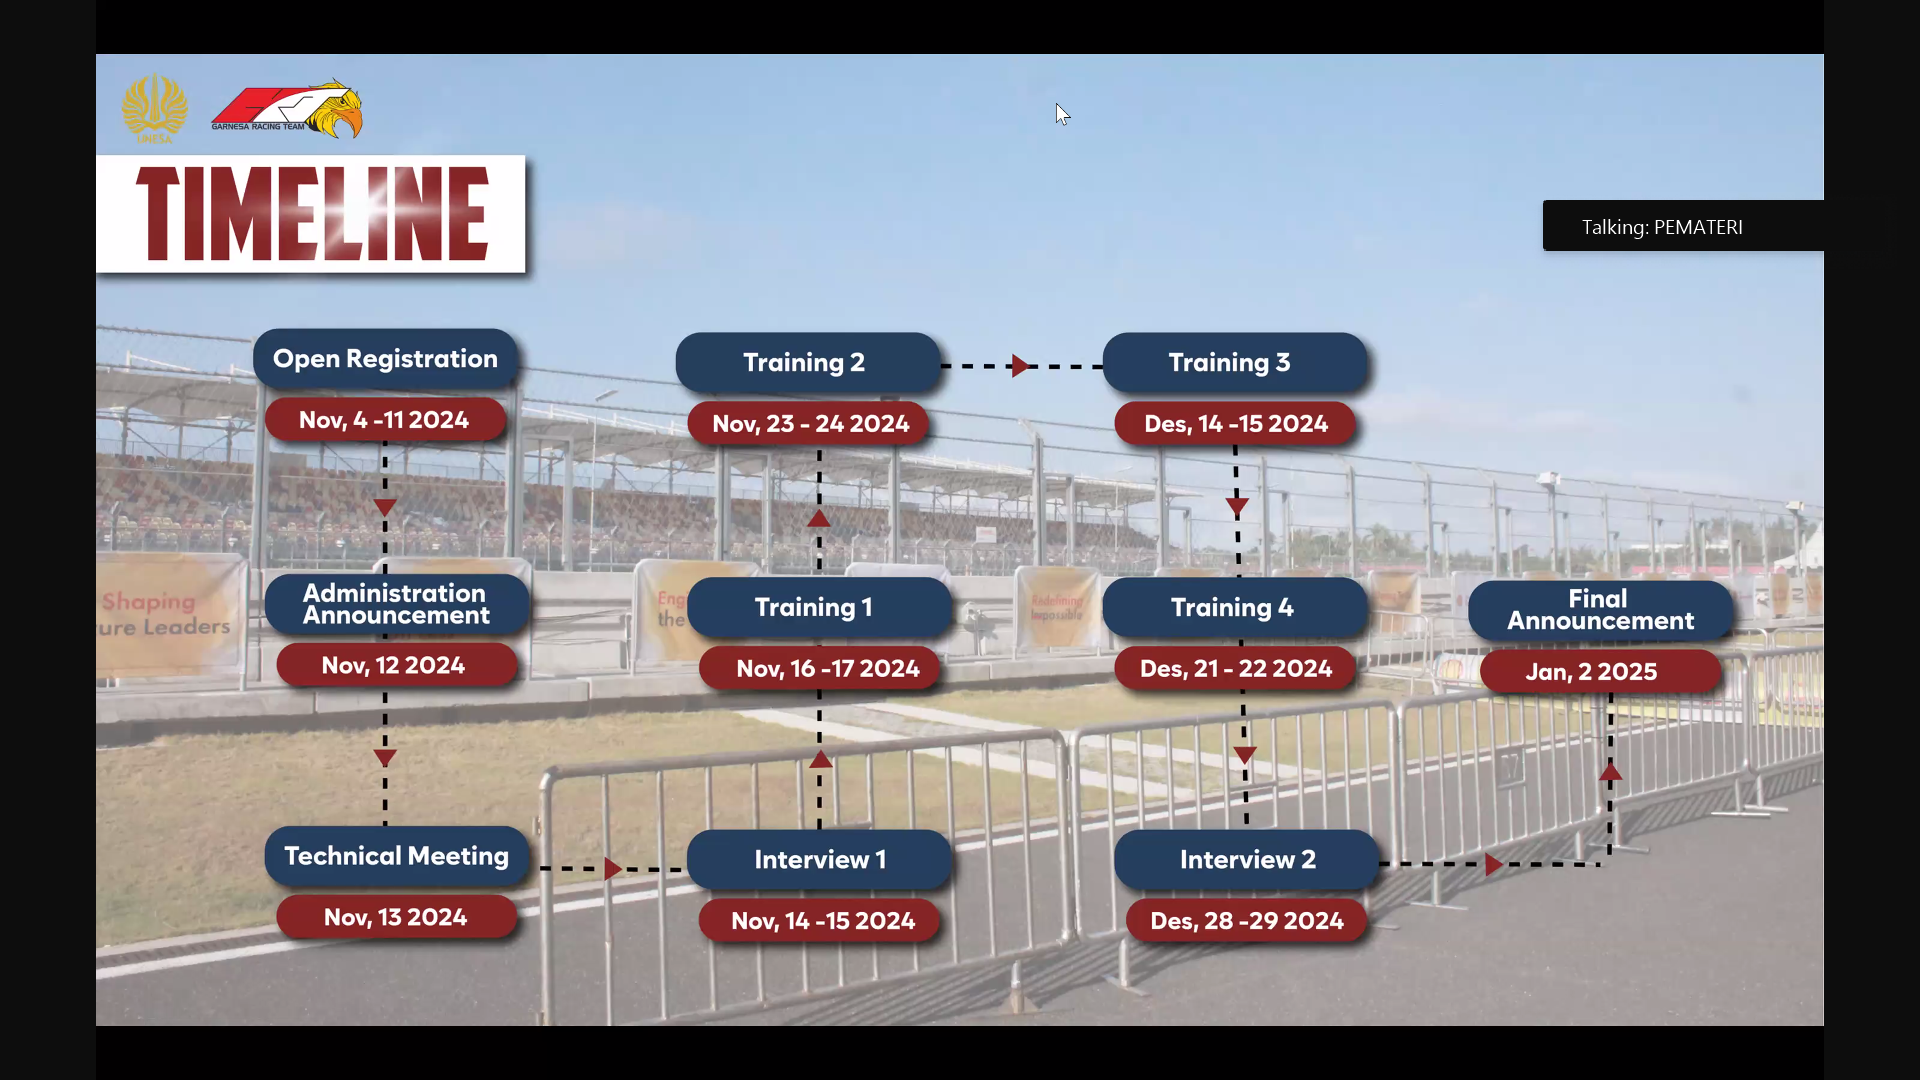 UNESA
GARNESA RACING TEAM
TIMELINE
Talking: PEMATERI
Open Registration
Nov, 4 -11 2024
Administration
Announcement
Nov, 12 2024
Technical Meeting
Nov, 13 2024
Interview 1
Nov, 14 -15 2024
Training 1
Nov, 16 -17 2024
Training 2
Nov, 23 - 24 2024
Training 3
Des, 14 -15 2024
Training 4
Des, 21 - 22 2024
Interview 2
Des, 28 -29 2024
Final
Announcement
Jan, 2 2025
Shaping
ure Leaders
Eng
the
Redefining
Impossible